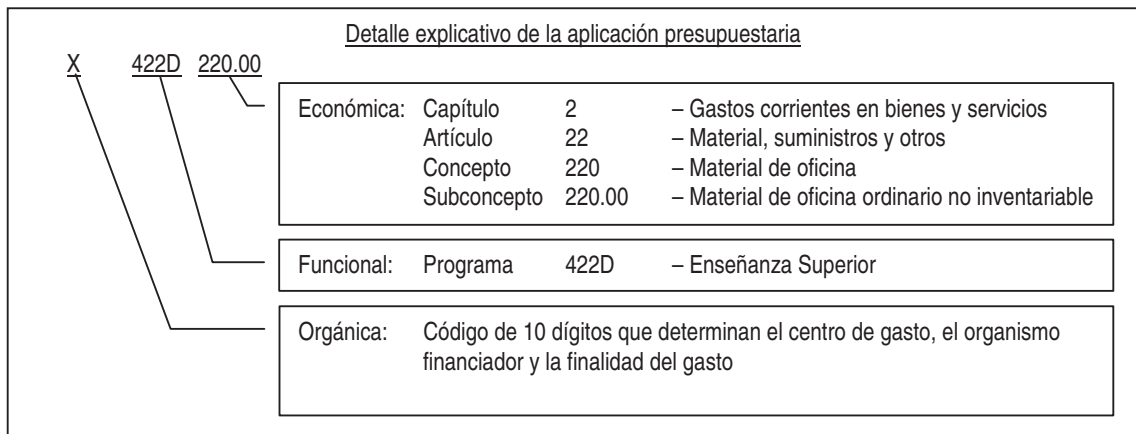 Detalle explicativo de la aplicación presupuestaria
X 422D 220.00
Económica: Capítulo 2 – Gastos corrientes en bienes y servicios
Artículo 22 – Material, suministros y otros
Concepto 220 – Material de oficina
Subconcepto 220.00 – Material de oficina ordinario no inventariable
Funcional: Programa 422D – Enseñanza Superior
Orgánica: Código de 10 dígitos que determinan el centro de gasto, el organismo
financiador y la finalidad del gasto